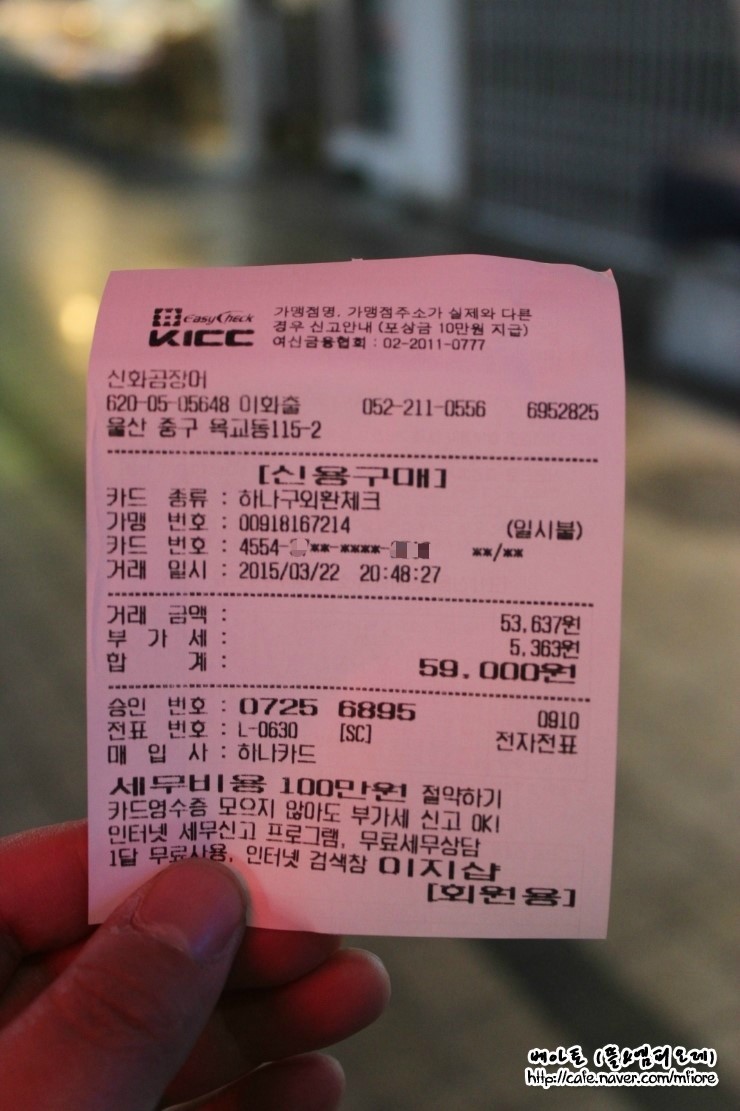 EasyCheck
KICC
가맹점명, 가맹점주소가 실제와 다른
경우 신고안내 (포상금 10만원 지급)
여신금융협회 : 02-2011-0777
신화곰장어
620-05-05648 이화출 052-211-0556 6952825
울산 중구 옥교동115-2
[신용구매]
카드 종류 : 하나구외환체크
가맹 번호 : 00918167214 (일시불)
카드 번호 : 4554- **-****- **/**
거래 일시 : 2015/03/22 20:48:27
거래 금액 : 53,637원
부 가 세 : 5,363원
합 계 : 59,000원
승인 번호 : 0725 6895 0910
전표 번호 : L-0630 [SC] 전자전표
매 입 사 : 하나카드
세무비용 100만원 절약하기
카드영수증 모으지 않아도 부가세 신고 OK!
인터넷 세무신고 프로그램, 무료세무상담
1달 무료사용, 인터넷 검색창 이지샵
[회원용]
http://cafe.naver.com/mfiore